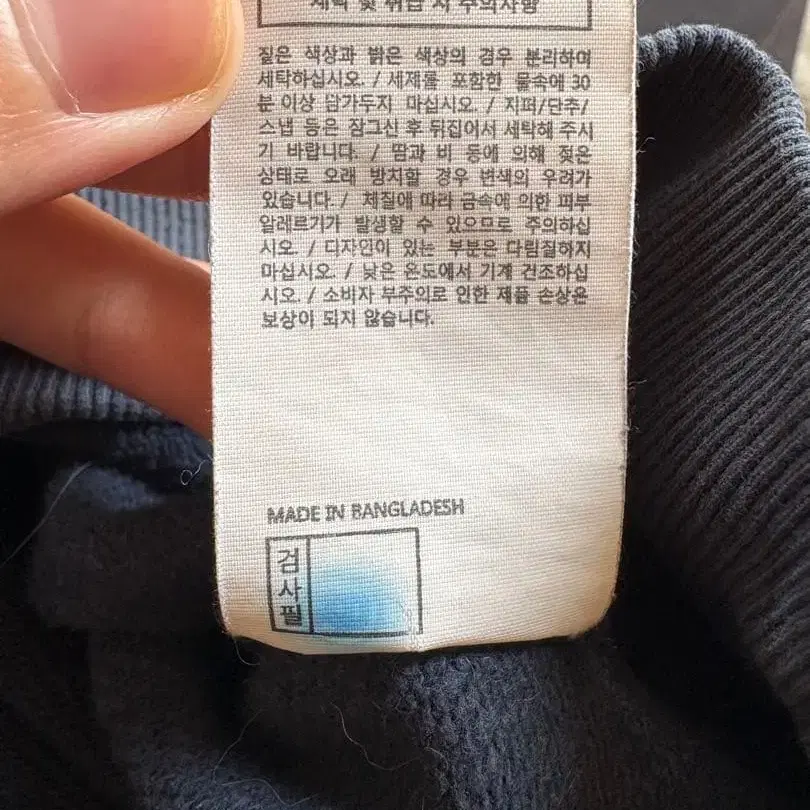 세탁 및 취급 시 주의사항
짙은 색상과 밝은 색상의 경우 분리하여
세탁하십시오. / 세제를 포함한 물속에 30
분 이상 담가두지 마십시오. / 지퍼/단추/
스냅 등은 잠그신 후 뒤집어서 세탁해 주시
기 바랍니다. / 땀과 비 등에 의해 젖은
상태로 오래 방치할 경우 변색의 우려가
있습니다. / 체질에 따라 금속에 의한 피부
알레르기가 발생할 수 있으므로 주의하십
시오. / 디자인이 있는 부분은 다림질하지
마십시오. / 낮은 온도에서 기계 건조하십
시오. / 소비자 부주의로 인한 제품 손상은
보상이 되지 않습니다.
MADE IN BANGLADESH
검
사
필